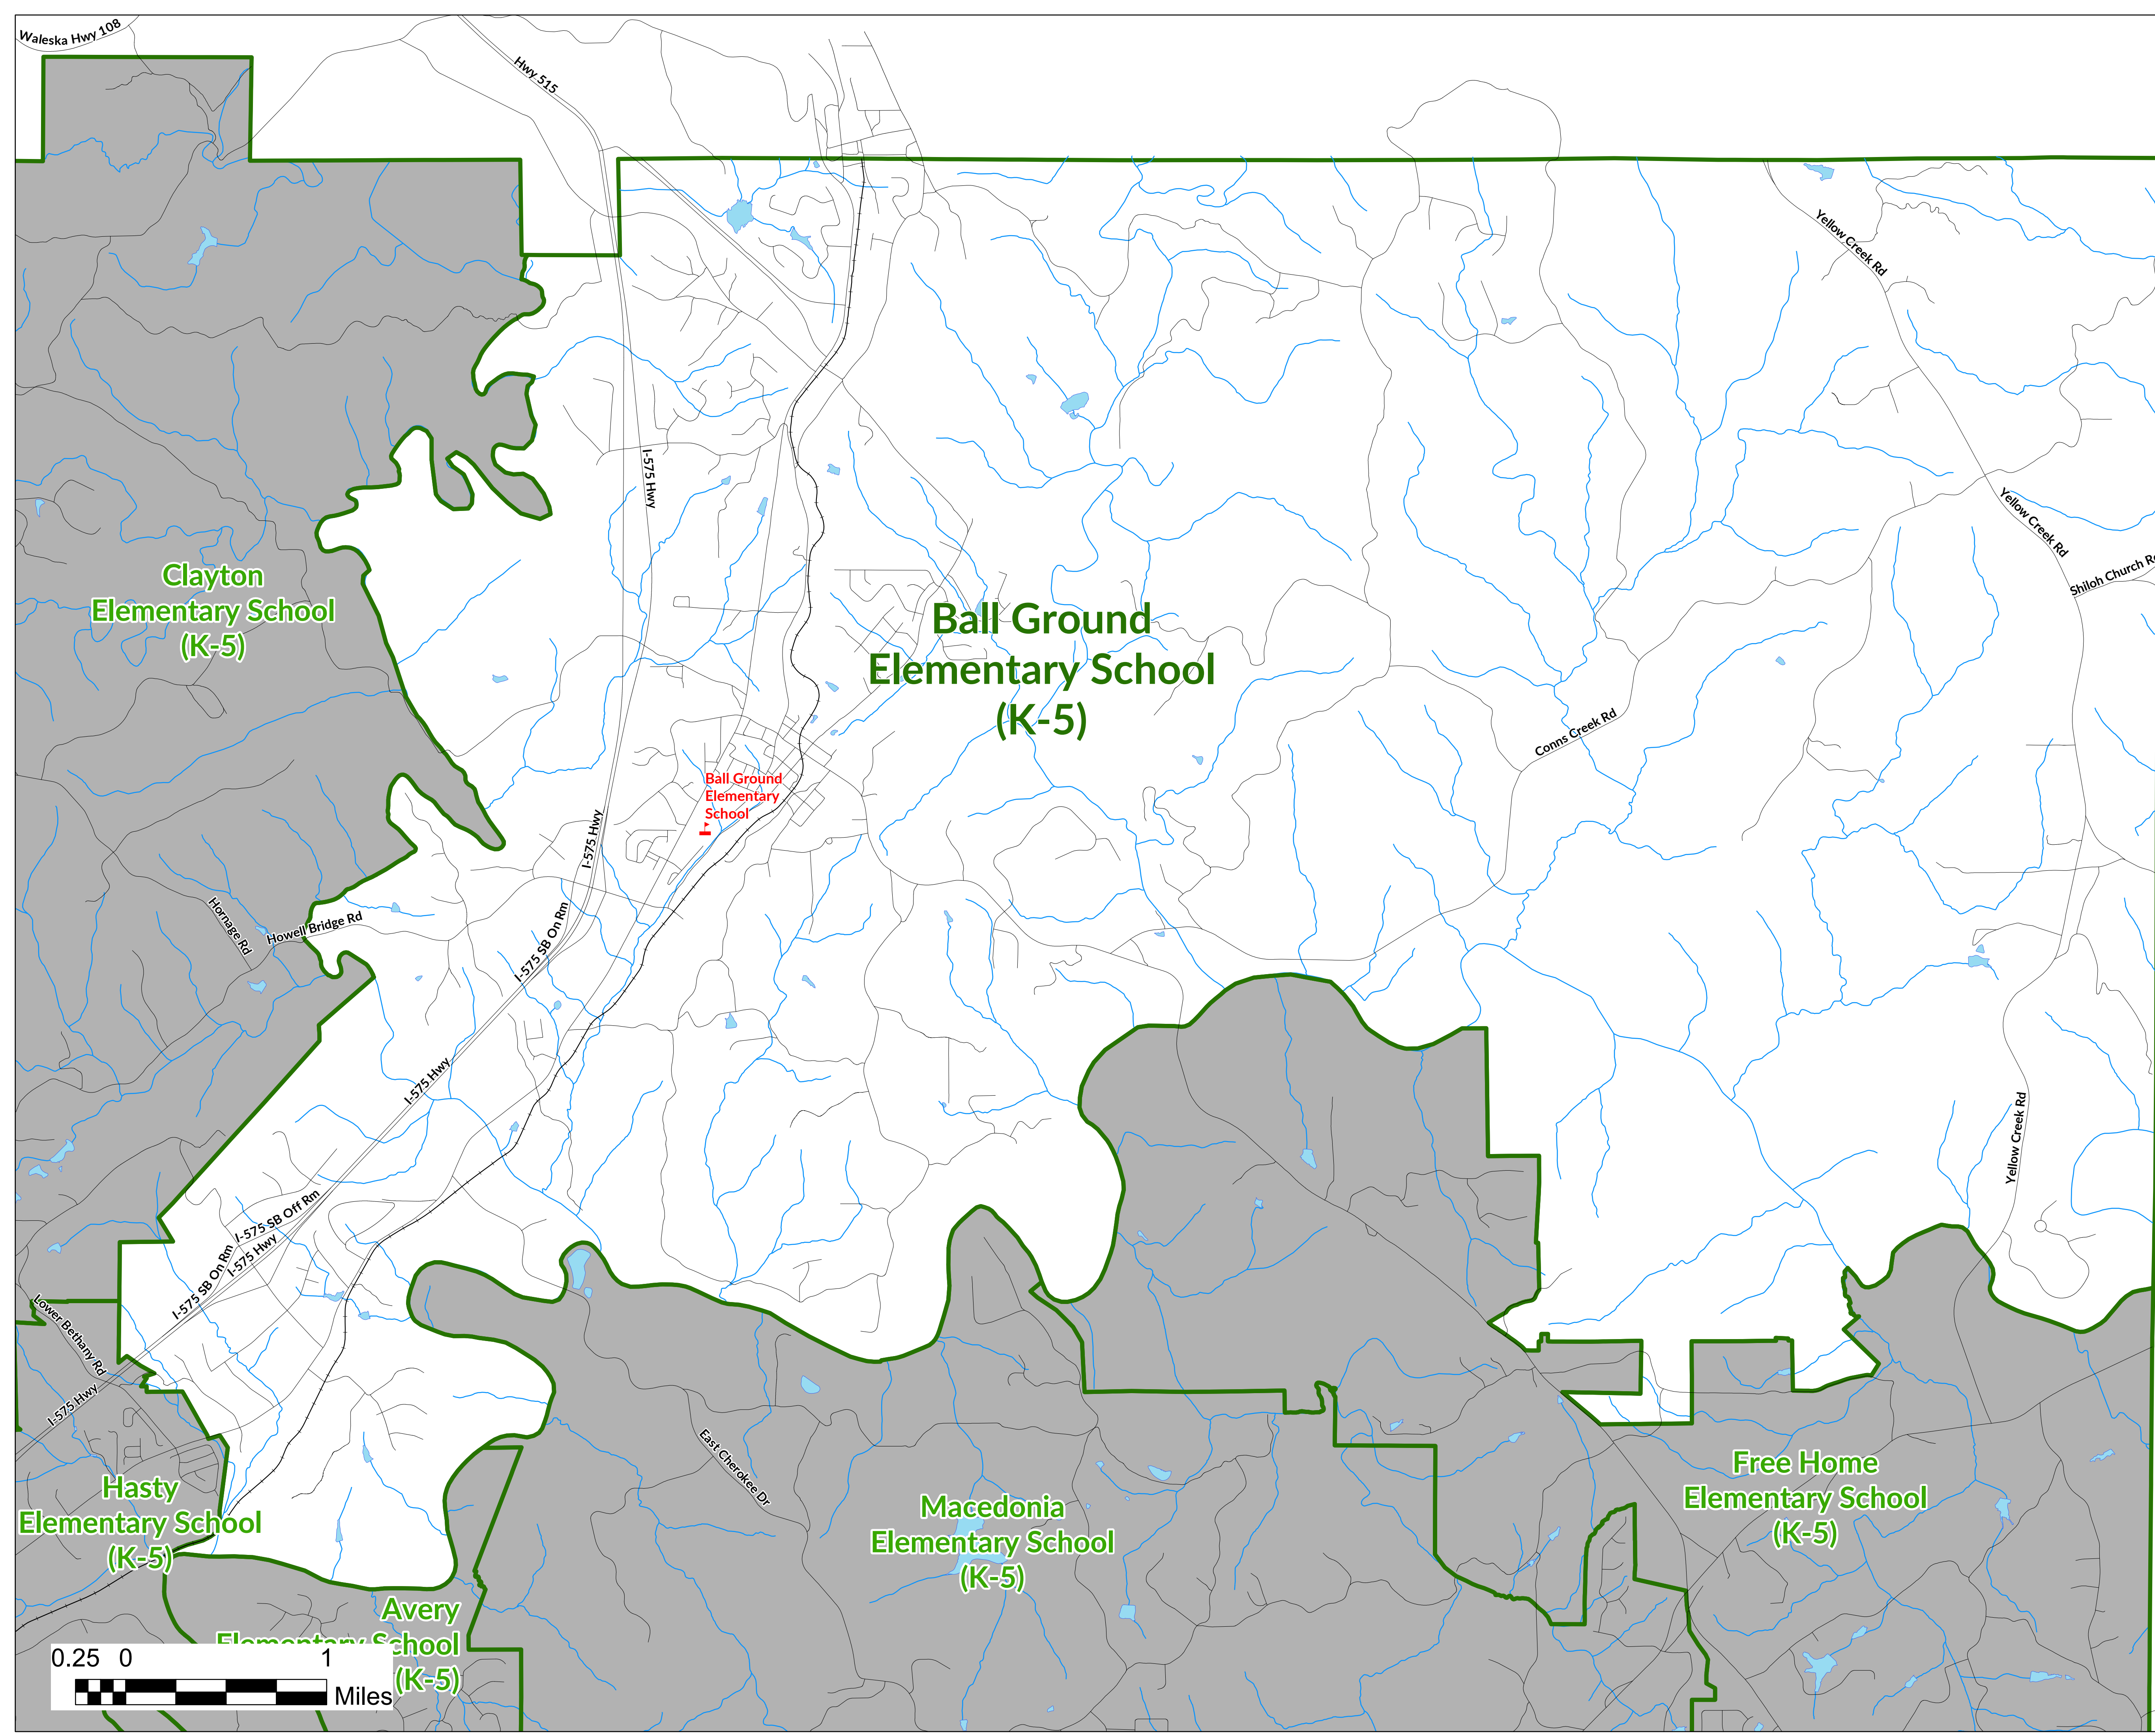 Waleska Hwy 108
Hwy 515
Yellow Creek Rd
I-575 Hwy
Yellow Creek Rd
Shiloh Church Rd
Clayton
Elementary School
(K-5)
Ball Ground
Elementary School
(K-5)
Conns Creek Rd
Ball Ground
Elementary
School
I-575 Hwy
Hornage Rd
Howell Bridge Rd
I-575 SB On Rm
I-575 Hwy
Yellow Creek Rd
I-575 SB Off Rm
I-575 Hwy
I-575 SB On Rm
Lower Bethany Rd
I-575 Hwy
East Cherokee Dr
Hasty
Elementary School
(K-5)
Macedonia
Elementary School
(K-5)
Free Home
Elementary School
(K-5)
Avery
Elementary School
(K-5)
0.25 0 1
Miles